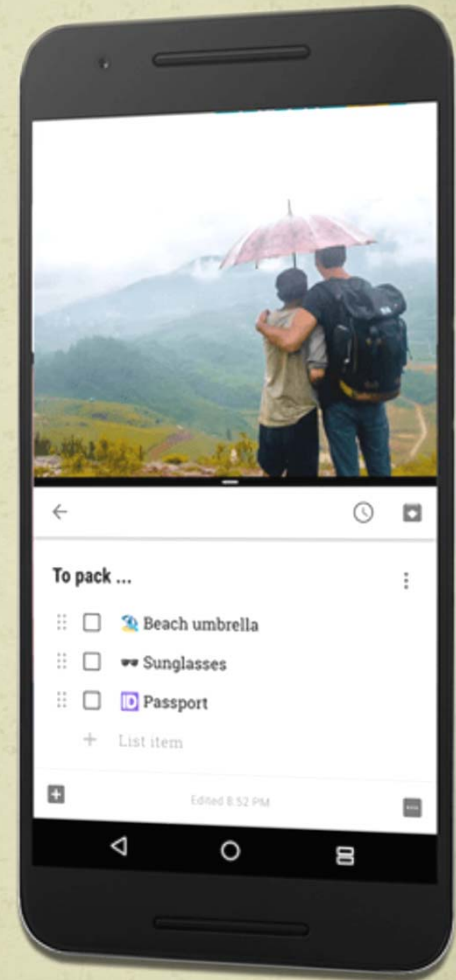 To pack ...
🏖 Beach umbrella
🕶 Sunglasses
🆔 Passport
+ List item
Edited 8:52 PM